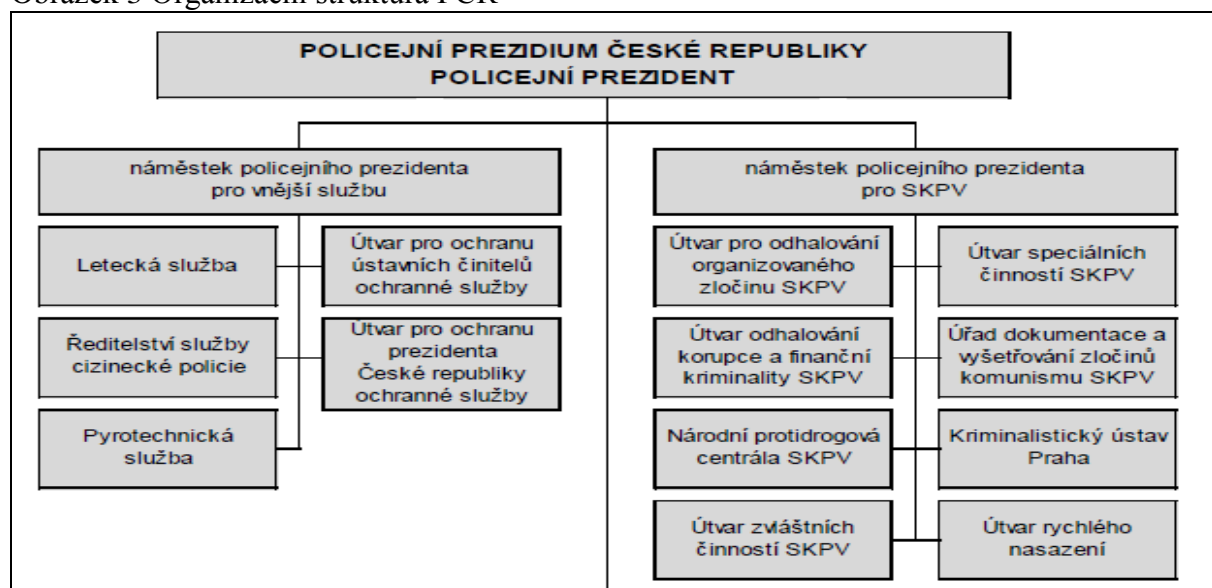 Obrázek 3 Organizační struktura PČR
POLICEJNÍ PREZIDIUM ČESKÉ REPUBLIKY
POLICEJNÍ PREZIDENT
náměstek policejního prezidenta
pro vnější službu
Letecká služba
Útvar pro ochranu
ústavních činitelů
ochranné služby
Ředitelství služby
cizinecké policie
Útvar pro ochranu
prezidenta
České republiky
ochranné služby
Pyrotechnická
služba
náměstek policejního prezidenta
pro SKPV
Útvar pro odhalování
organizovaného
zločinu SKPV
Útvar speciálních
činností SKPV
Útvar odhalování
korupce a finanční
kriminality SKPV
Úřad dokumentace a
vyšetřování zločinů
komunismu SKPV
Národní protidrogová
centrála SKPV
Kriminalistický ústav
Praha
Útvar zvláštních
činností SKPV
Útvar rychlého
nasazení